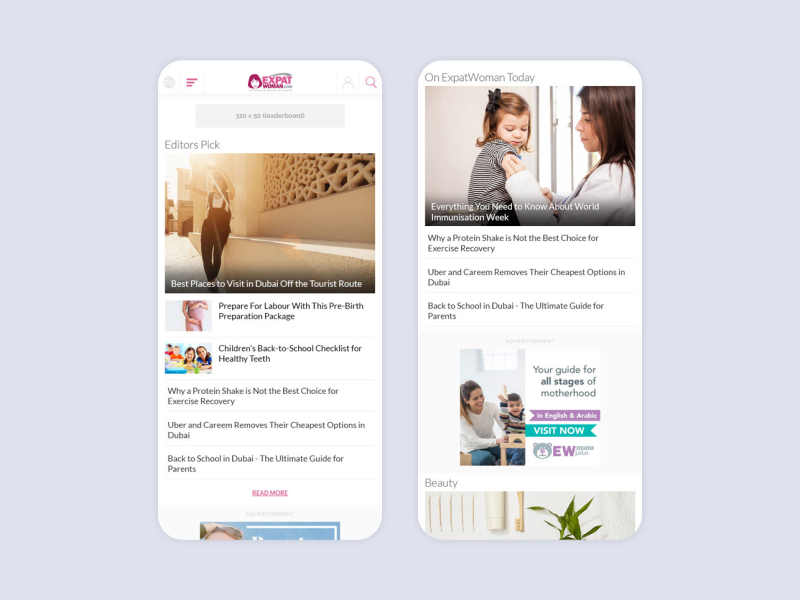 EXPAT
WOMAN.com
320 x 50 (leaderboard)
Editors Pick
Best Places to Visit in Dubai Off the Tourist Route
Prepare For Labour With This Pre-Birth
Preparation Package
Children's Back-to-School Checklist for
Healthy Teeth
Why a Protein Shake is Not the Best Choice for
Exercise Recovery
Uber and Careem Removes Their Cheapest Options in
Dubai
Back to School in Dubai - The Ultimate Guide for
Parents
READ MORE
ADVERTISEMENT
On ExpatWoman Today
Everything You Need to Know About World
Immunisation Week
Why a Protein Shake is Not the Best Choice for
Exercise Recovery
Uber and Careem Removes Their Cheapest Options in
Dubai
Back to School in Dubai - The Ultimate Guide for
Parents
ADVERTISEMENT
Your guide for
all stages of
motherhood
in English & Arabic
VISIT NOW
EW
Beauty